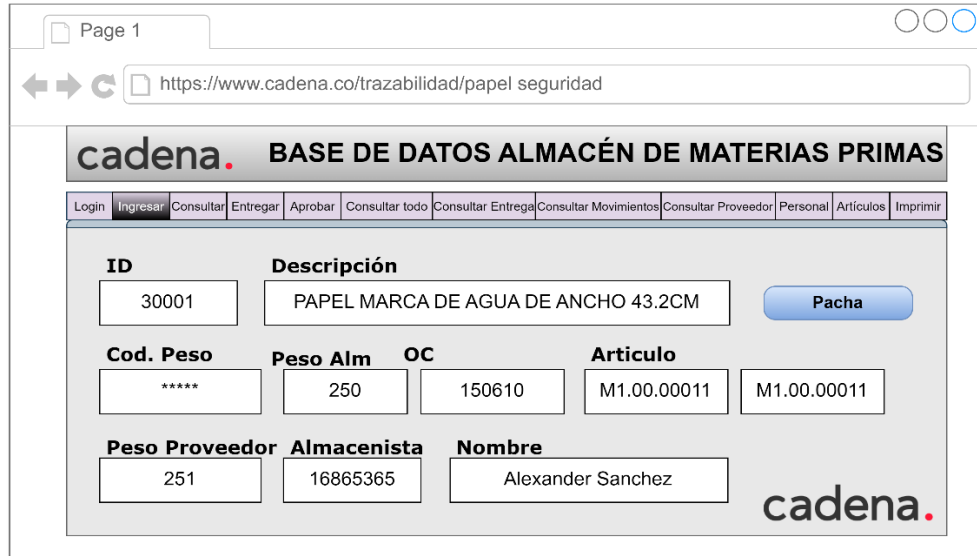 Page 1
https://www.cadena.co/trazabilidad/papel seguridad
cadena. BASE DE DATOS ALMACÉN DE MATERIAS PRIMAS
Login Ingresar Consultar Entregar Aprobar Consultar todo Consultar Entrega Consultar Movimientos Consultar Proveedor Personal Artículos Imprimir
ID Descripción
30001 PAPEL MARCA DE AGUA DE ANCHO 43.2CM Pacha
Cod. Peso Peso Alm OC Articulo
***** 250 150610 M1.00.00011 M1.00.00011
Peso Proveedor Almacenista Nombre
251 16865365 Alexander Sanchez
cadena.